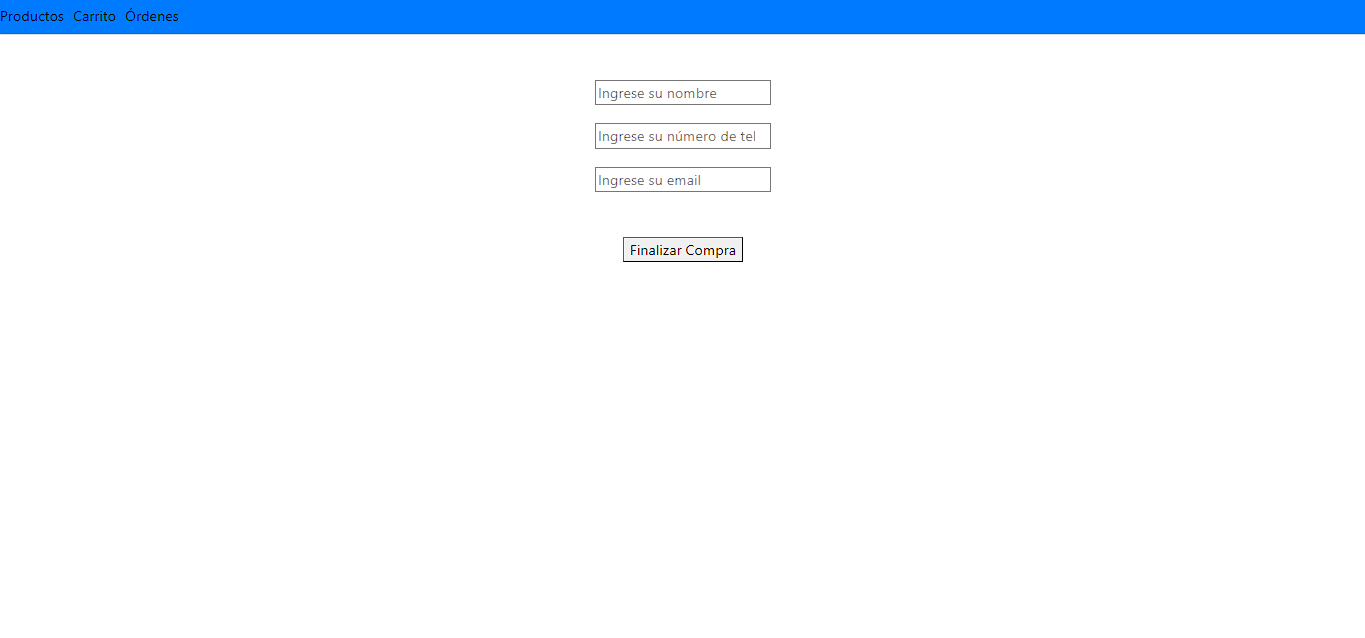 Productos Carrito Órdenes
Ingrese su nombre
Ingrese su número de tel
Ingrese su email
Finalizar Compra